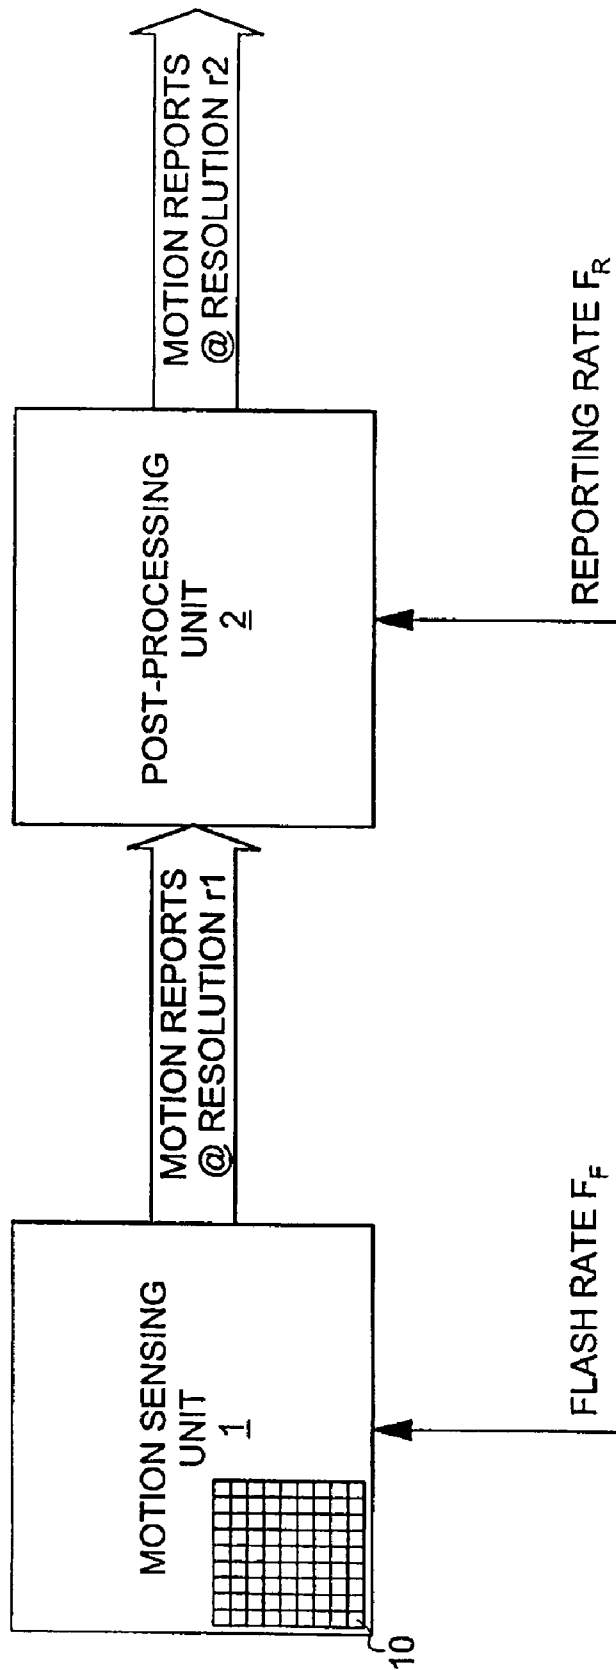 MOTION SENSING
UNIT
1
10
FLASH RATE F_F
MOTION REPORTS
@ RESOLUTION r1
POST-PROCESSING
UNIT
2
REPORTING RATE F_R
MOTION REPORTS
@ RESOLUTION r2